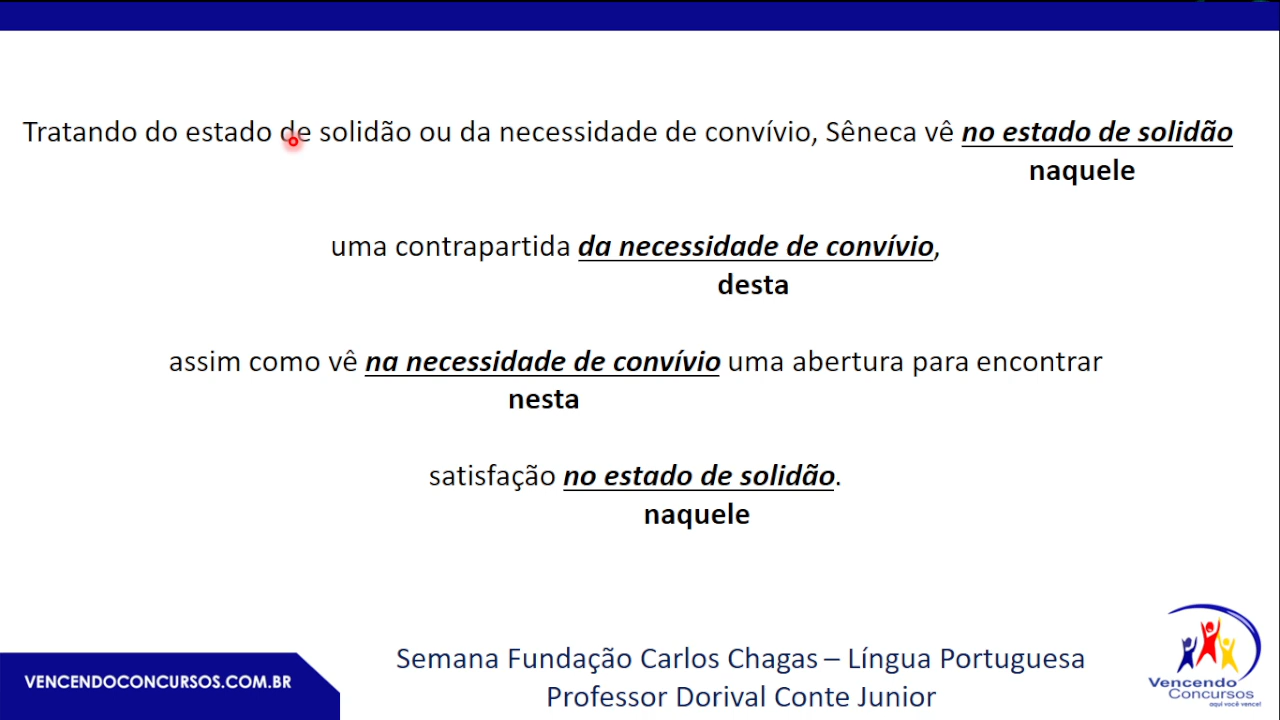 Tratando do estado de solidão ou da necessidade de convívio, Sêneca vê no estado de solidão
naquele
uma contrapartida da necessidade de convívio,
desta
assim como vê na necessidade de convívio uma abertura para encontrar
nesta
satisfação no estado de solidão.
naquele
Semana Fundação Carlos Chagas – Língua Portuguesa
Professor Dorival Conte Junior
VENCENDOCONCURSOS.COM.BR
Vencendo
Concursos
aqui você vence!